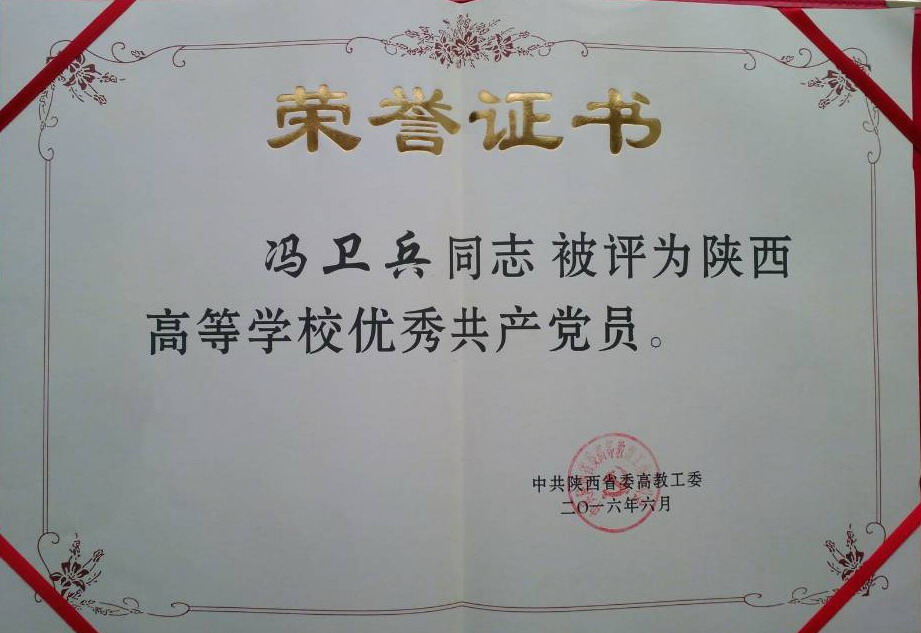 荣誉证书
冯卫兵同志 被评为陕西
高等学校优秀共产党员。
中共陕西省委高教工委
二〇一六年六月